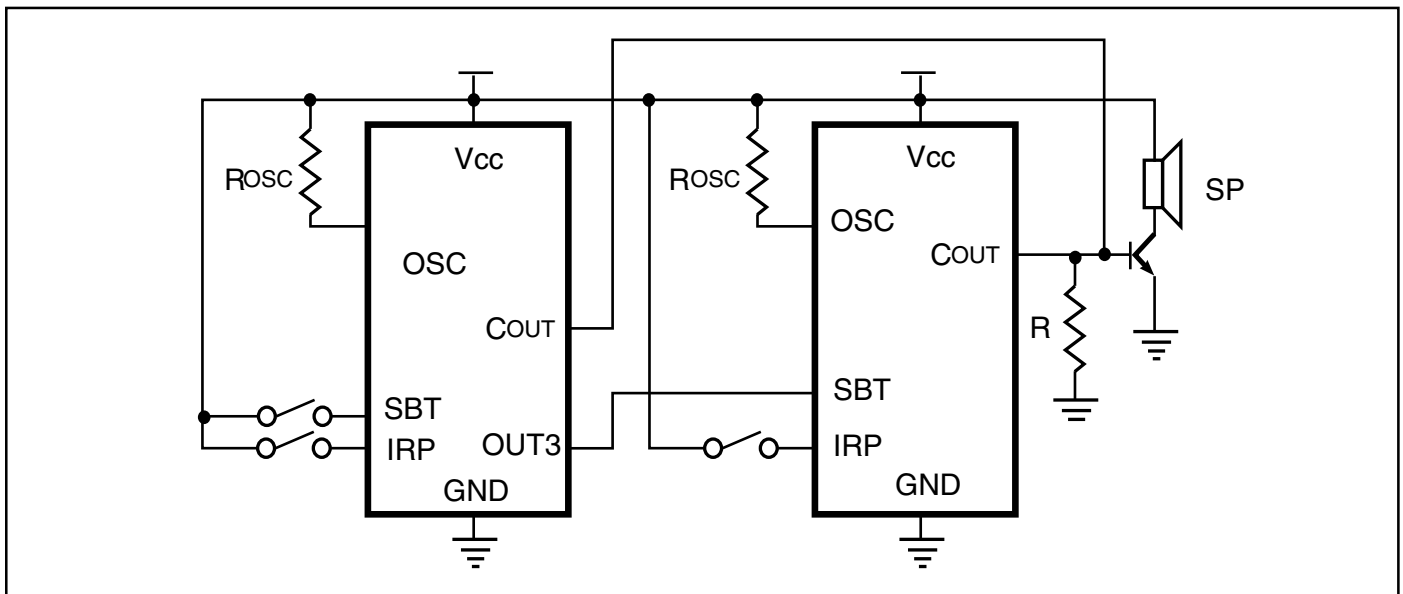 VCC
ROSC
OSC
COUT
SBT
IRP
OUT3
GND
VCC
ROSC
OSC
COUT
SBT
IRP
GND
R
SP